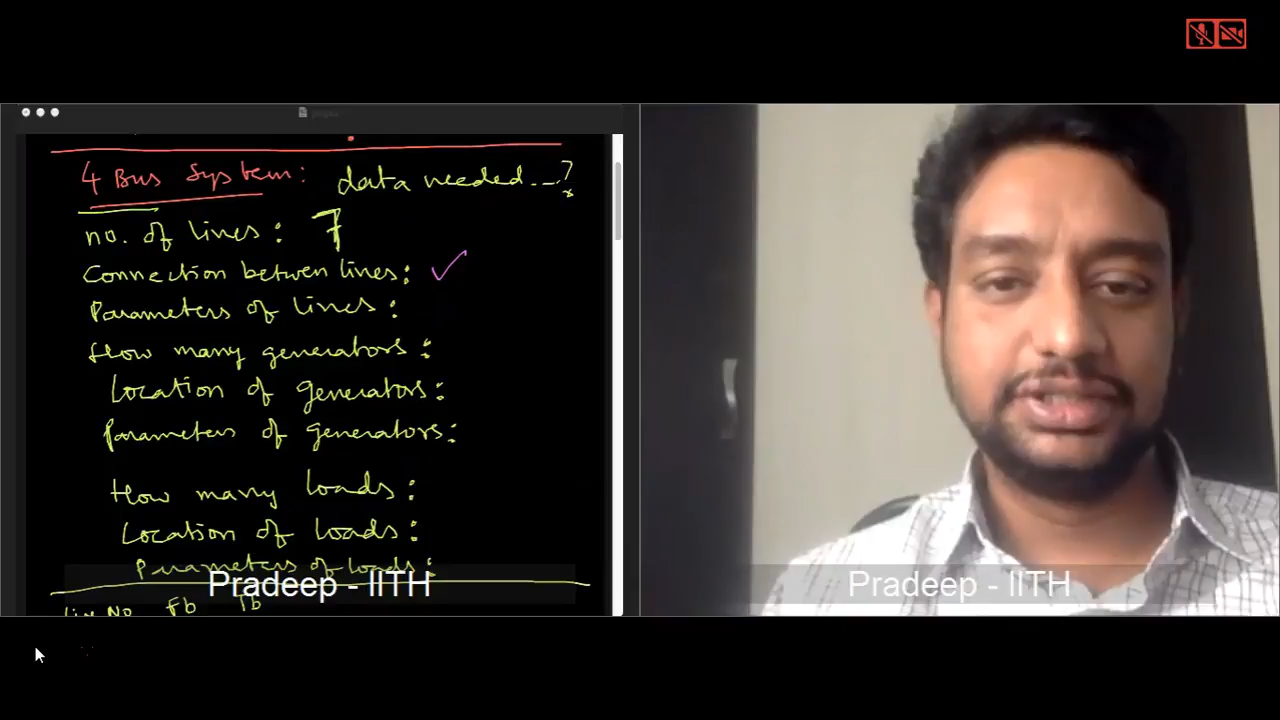 4 Bus System: data needed---?
no. of lines: 7
Connection betwen lines: ✓
Parameters of lines:
How many generators:
Location of generators:
Parameters of generators:
How many loads:
Location of loads:
Parameters of loads:
Pradeep - IITH
Pradeep - IITH
Line No Fb Tb